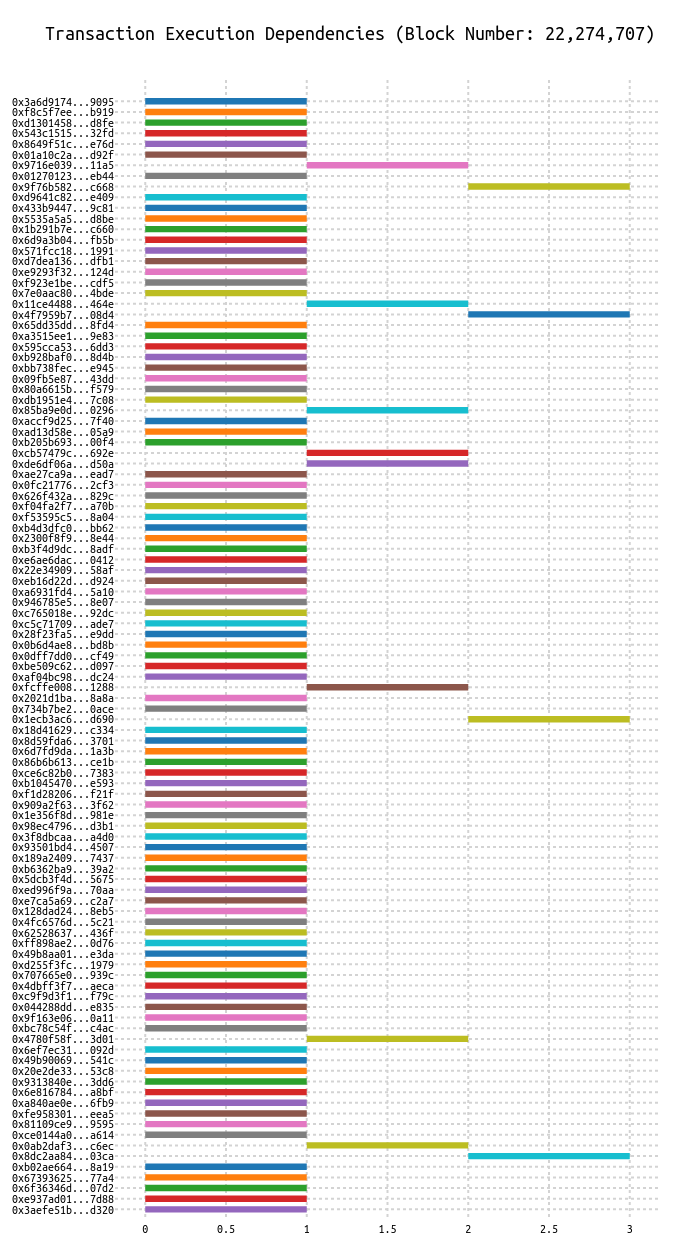 Transaction Execution Dependencies (Block Number: 22,274,707)
0x3a6d9174...9095
0xf8c5f7ee...b919
0xd1301458...d8fe
0x543c1515...32fd
0x8649f51c...e76d
0x01a10c2a...d92f
0x9716e039...11a5
0x01270123...eb44
0x9f76b582...c668
0xd9641c82...e409
0x433b9447...9c81
0x5535a5a5...d8be
0x1b291b7e...c660
0x6d9a3b04...fb5b
0x571fcc18...1991
0xd7dea136...dfb1
0xe9293f32...124d
0xf923e1be...cdf5
0x7e0aac80...4bde
0x11ce4488...464e
0x4f7959b7...08d4
0x65dd35dd...8fd4
0xa3515ee1...9e83
0x595cca53...6dd3
0xb928baf0...8d4b
0xbb738fec...e945
0x09fb5e87...43dd
0x80a6615b...f579
0xdb1951e4...7c08
0x85ba9e0d...0296
0xaccf9d25...7f40
0xad13d58e...05a9
0xb205b693...00f4
0xcb57479c...692e
0xde6df06a...d50a
0xae27ca9a...ead7
0x0fc21776...2cf3
0x626f432a...829c
0xf04fa2f7...a70b
0xf53595c5...8a04
0xb4d3dfc0...bb62
0x2300f8f9...8e44
0xb3f4d9dc...8adf
0xe6ae6dac...0412
0x22e34909...58af
0xeb16d22d...d924
0xa6931fd4...5a10
0x946785e5...8e07
0xc765018e...92dc
0xc5c71709...ade7
0x28f23fa5...e9dd
0x0b6d4ae8...bd8b
0x0dff7dd0...cf49
0xbe509c62...d097
0xaf04bc98...dc24
0xfcffe008...1288
0x2021d1ba...8a8a
0x734b7be2...0ace
0x1ecb3ac6...d690
0x18d41629...c334
0x8d59fda6...3701
0x6d7fd9da...1a3b
0x86b6b613...ce1b
0xce6c82b0...7383
0xb1045470...e593
0xf1d28206...f21f
0x909a2f63...3f62
0x1e356f8d...981e
0x98ec4796...d3b1
0x3f8dbcaa...a4d0
0x93501bd4...4507
0x189a2409...7437
0xb6362ba9...39a2
0x5dcb3f4d...5675
0xed996f9a...70aa
0xe7ca5a69...c2a7
0x128dad24...8eb5
0x4fc6576d...5c21
0x62528637...436f
0xff898ae2...0d76
0x49b8aa01...e3da
0xd255f3fc...1979
0x707665e0...939c
0x4dbff3f7...aeca
0xc9f9d3f1...f79c
0x044288dd...e835
0x9f163e06...0a11
0xbc78c54f...c4ac
0x4780f58f...3d01
0x6ef7ec31...092d
0x49b90069...541c
0x20e2de33...53c8
0x9313840e...3dd6
0x6e816784...a8bf
0xa840ae0e...6fb9
0xfe958301...eea5
0x81109ce9...9595
0xce0144a0...a614
0x0ab2daf3...c6ec
0x8dc2aa84...03ca
0xb02ae664...8a19
0x67393625...77a4
0x6f36346d...07d2
0xe937ad01...7d88
0x3aefe51b...d320
0 0.5 1 1.5 2 2.5 3